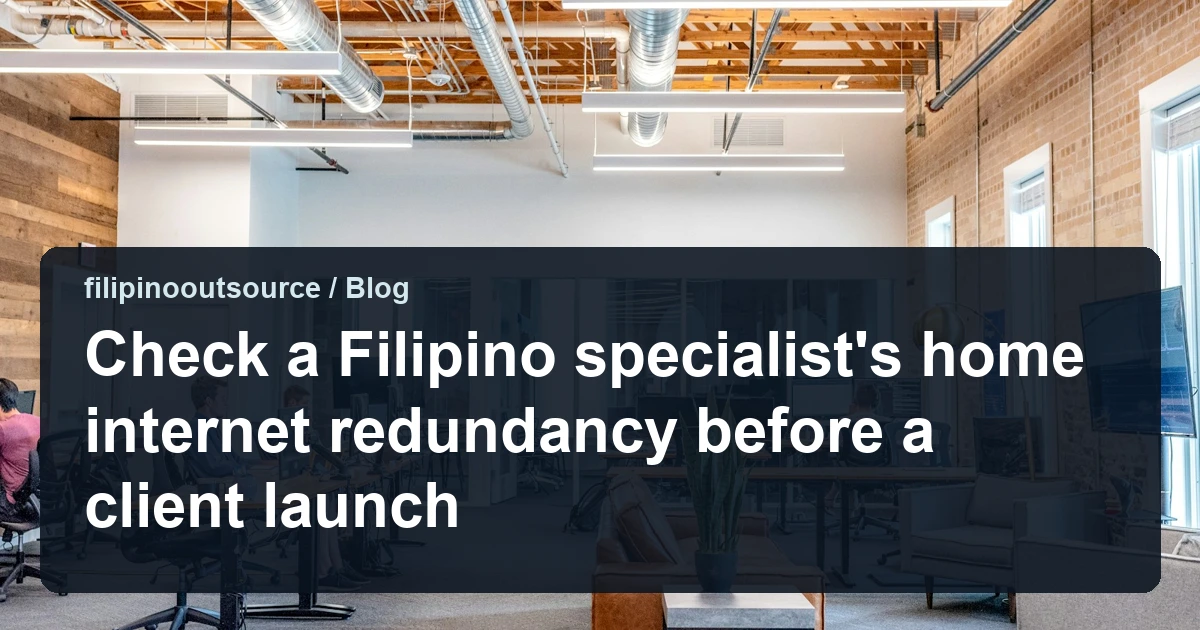 filipinooutsource / Blog
Check a Filipino specialist's home
internet redundancy before a
client launch